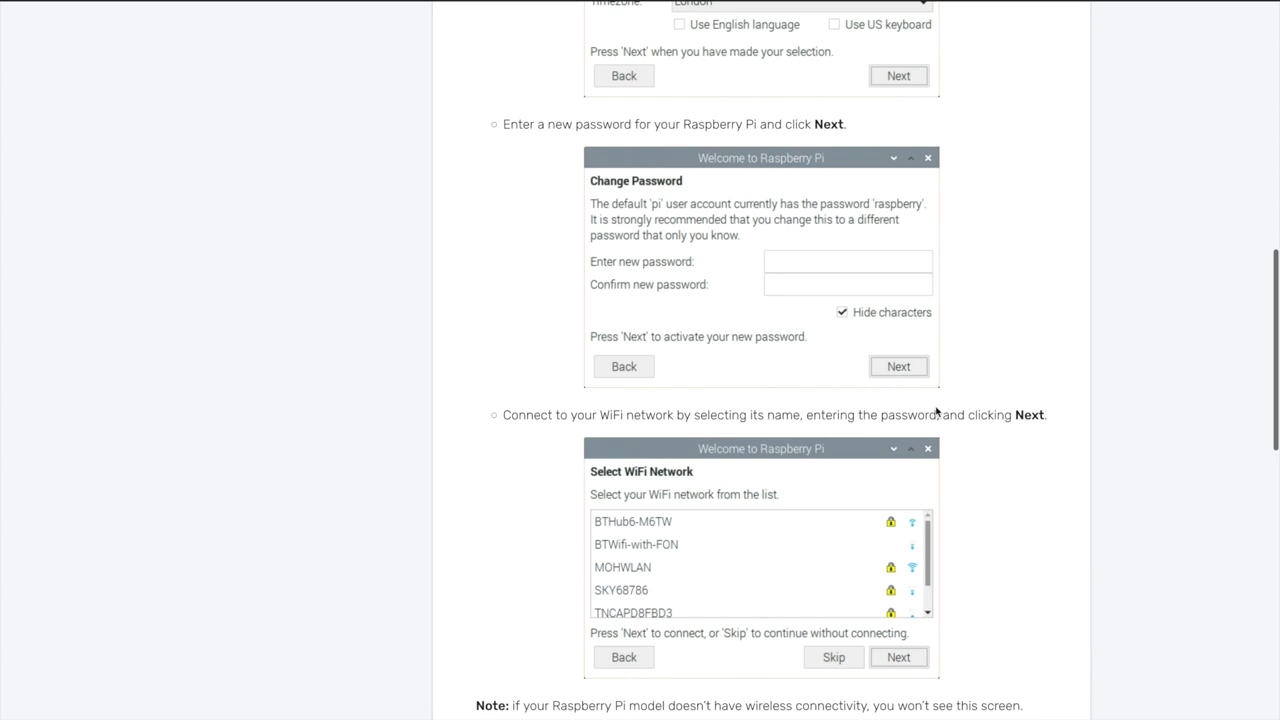 Timezone: London
Use English language Use US keyboard
Press 'Next' when you have made your selection.
Back Next
Enter a new password for your Raspberry Pi and click Next.
Welcome to Raspberry Pi
Change Password
The default 'pi' user account currently has the password 'raspberry'.
It is strongly recommended that you change this to a different
password that only you know.
Enter new password:
Confirm new password:
Hide characters
Press 'Next' to activate your new password.
Back Next
Connect to your WiFi network by selecting its name, entering the password, and clicking Next.
Welcome to Raspberry Pi
Select WiFi Network
Select your WiFi network from the list.
BTHub6-M6TW
BTWifi-with-FON
MOHWLAN
SKY68786
TNCAPD8FBD3
Press 'Next' to connect, or 'Skip' to continue without connecting.
Back Skip Next
Note: if your Raspberry Pi model doesn't have wireless connectivity, you won't see this screen.